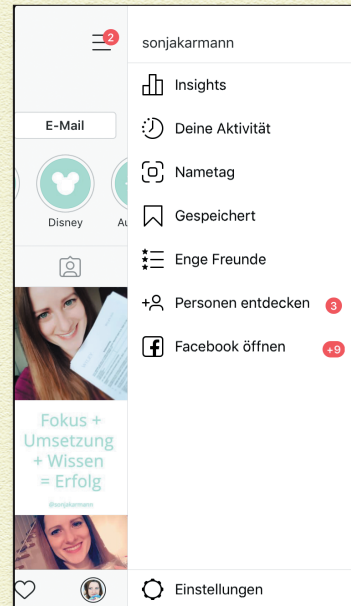 2
sonjakarmann
Insights
E-Mail
Deine Aktivität
Nametag
Disney
Au
Gespeichert
Enge Freunde
Personen entdecken 3
Facebook öffnen +9
Fokus +
Umsetzung
+ Wissen
= Erfolg
@sonjakarmann
Einstellungen